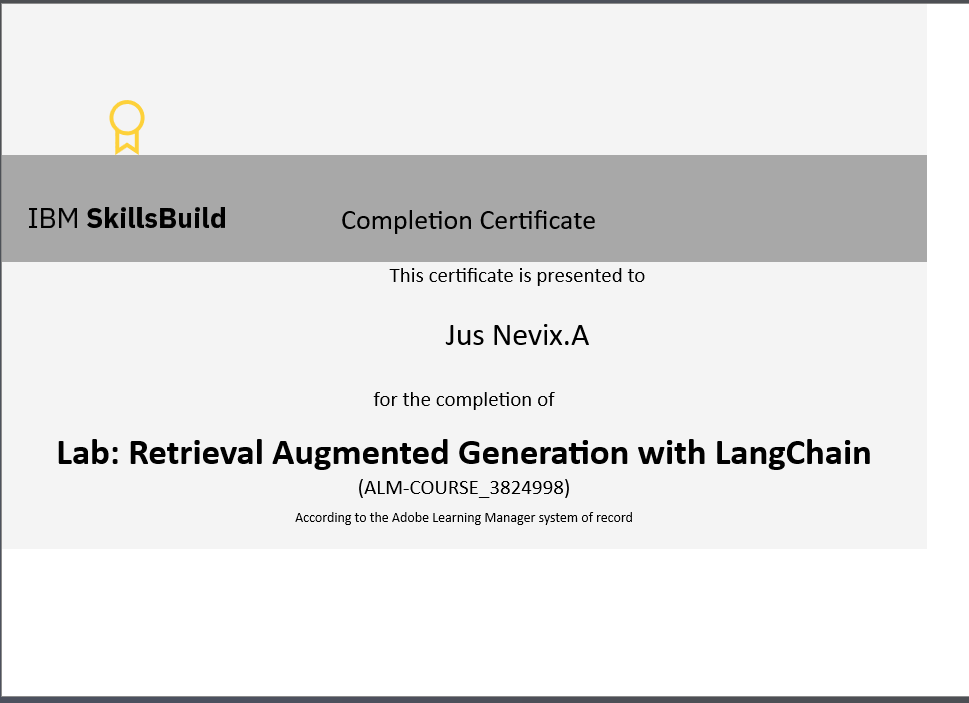 IBM SkillsBuild
Completion Certificate
This certificate is presented to
Jus Nevix.A
for the completion of
Lab: Retrieval Augmented Generation with LangChain
(ALM-COURSE_3824998)
According to the Adobe Learning Manager system of record